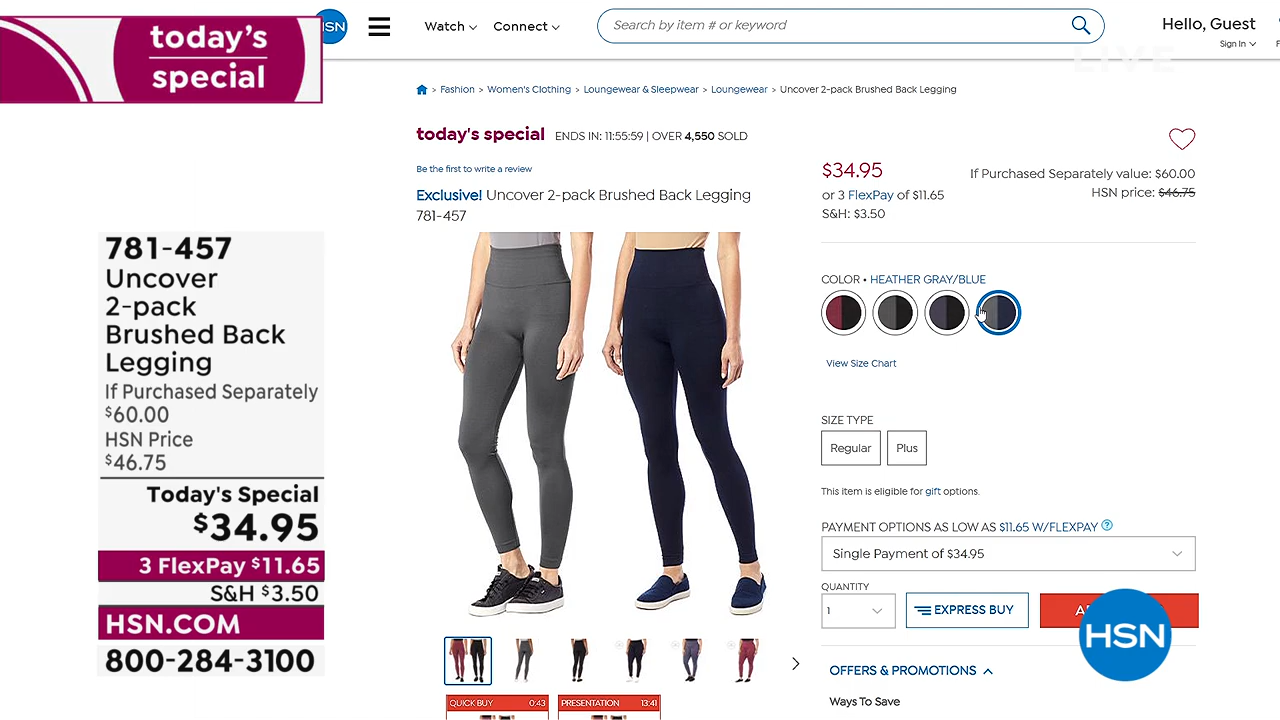 today's
special
HSN
Watch
Connect
Search by item # or keyword
Hello, Guest
Sign In
LIVE
Fashion > Women's Clothing > Loungewear & Sleepwear > Loungewear > Uncover 2-pack Brushed Back Legging
today's special ENDS IN: 11:55:59 | OVER 4,550 SOLD
Be the first to write a review
Exclusive! Uncover 2-pack Brushed Back Legging
781-457
$34.95
If Purchased Separately value: $60.00
or 3 FlexPay of $11.65
HSN price: $46.75
S&H: $3.50
COLOR • HEATHER GRAY/BLUE
View Size Chart
SIZE TYPE
Regular
Plus
This item is eligible for gift options.
PAYMENT OPTIONS AS LOW AS $11.65 W/FLEXPAY ?
Single Payment of $34.95
QUANTITY
1
EXPRESS BUY
HSN
OFFERS & PROMOTIONS
Ways To Save
QUICK BUY 0:43
PRESENTATION 13:41
781-457
Uncover
2-pack
Brushed Back
Legging
If Purchased Separately
$60.00
HSN Price
$46.75
Today's Special
$34.95
3 FlexPay $11.65
S&H $3.50
HSN.COM
800-284-3100